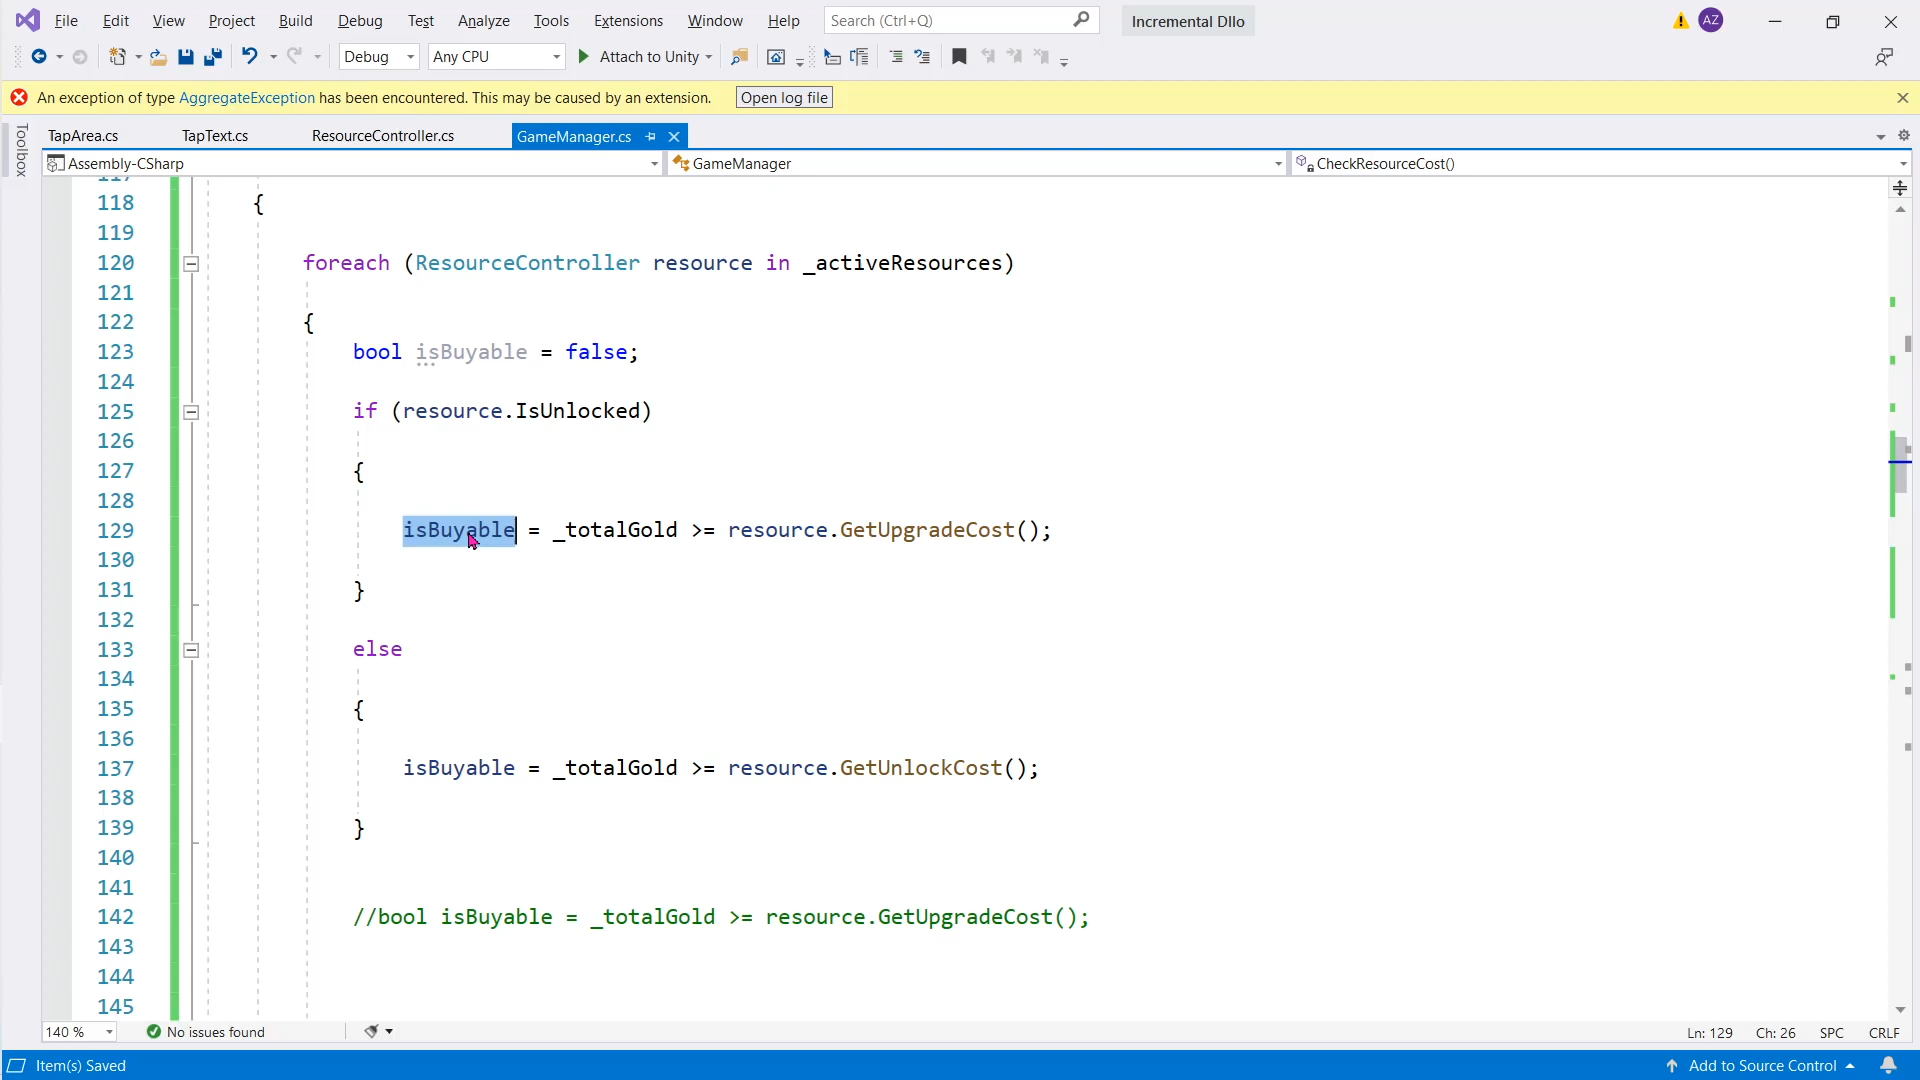 File Edit View Project Build Debug Test Analyze Tools Extensions Window Help Search (Ctrl+Q) Incremental Dllo AZ
Debug Any CPU Attach to Unity
An exception of type AggregateException has been encountered. This may be caused by an extension. Open log file
Toolbox
TapArea.cs TapText.cs ResourceController.cs GameManager.cs
Assembly-CSharp GameManager CheckResourceCost()
118 {
119
120 foreach (ResourceController resource in _activeResources)
121
122 {
123 bool isBuyable = false;
124
125 if (resource.IsUnlocked)
126
127 {
128
129 isBuyable = _totalGold >= resource.GetUpgradeCost();
130
131 }
132
133 else
134
135 {
136
137 isBuyable = _totalGold >= resource.GetUnlockCost();
138
139 }
140
141
142 //bool isBuyable = _totalGold >= resource.GetUpgradeCost();
143
144
145
140 % No issues found Ln: 129 Ch: 26 SPC CRLF
Item(s) Saved Add to Source Control